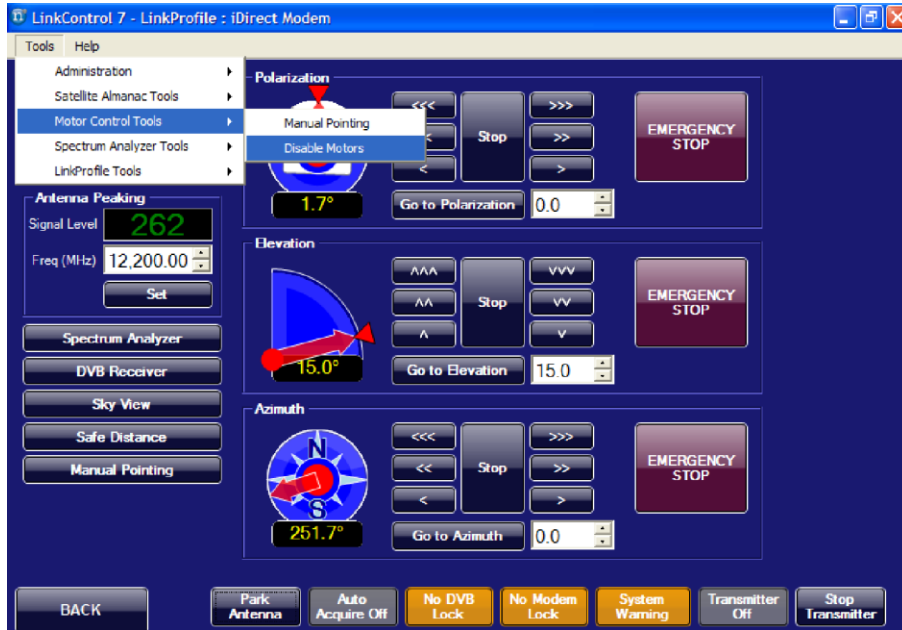 LinkControl 7 - LinkProfile : iDirect Modem
Tools Help
Administration
Satellite Almanac Tools
Motor Control Tools
Spectrum Analyzer Tools
LinkProfile Tools
Manual Pointing
Disable Motors
Antenna Peaking
Signal Level 262
Freq (MHz) 12,200.00
Set
Spectrum Analyzer
DVB Receiver
Sky View
Safe Distance
Manual Pointing
Polarization
<<< >>>
< Stop >>
< >
EMERGENCY
STOP
1.7°
Go to Polarization 0.0
Elevation
^^^ vvv
^^ Stop vv
^ v
EMERGENCY
STOP
15.0°
Go to Elevation 15.0
Azimuth
N
S
<<< >>>
<< Stop >>
< >
EMERGENCY
STOP
251.7°
Go to Azimuth 0.0
BACK
Park
Antenna
Auto
Acquire Off
No DVB
Lock
No Modem
Lock
System
Warning
Transmitter
Off
Stop
Transmitter